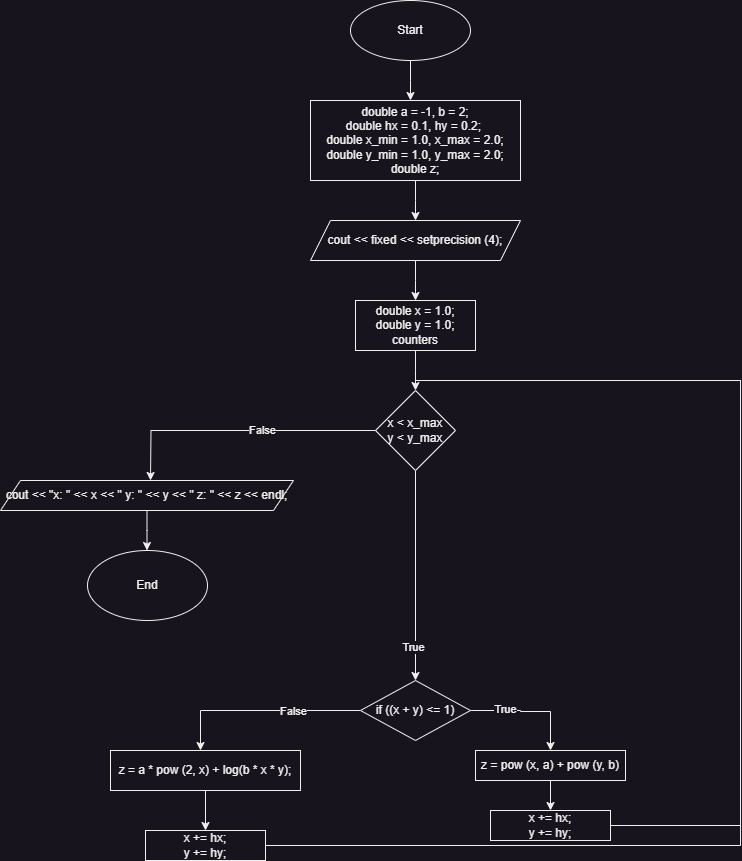 Start
double a = -1, b = 2;
double hx = 0.1, hy = 0.2;
double x_min = 1.0, x_max = 2.0;
double y_min = 1.0, y_max = 2.0;
double z;
cout << fixed << setprecision (4);
double x = 1.0;
double y = 1.0;
counters
x < x_max
y < y_max
False
cout << "x: " << x << " y: " << y << " z: " << z << endl;
End
True
if ((x + y) <= 1)
False
True
z = a * pow (2, x) + log(b * x * y);
z = pow (x, a) + pow (y, b)
x += hx;
y += hy;
x += hx;
y += hy;